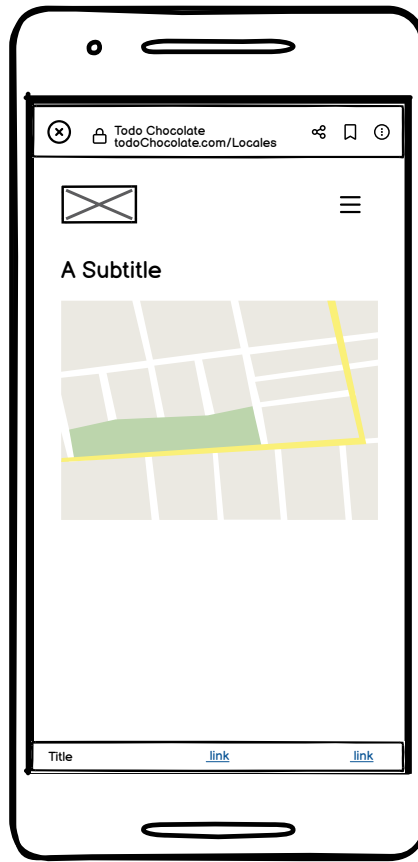 Todo Chocolate
todoChocolate.com/Locales
A Subtitle
Title link link